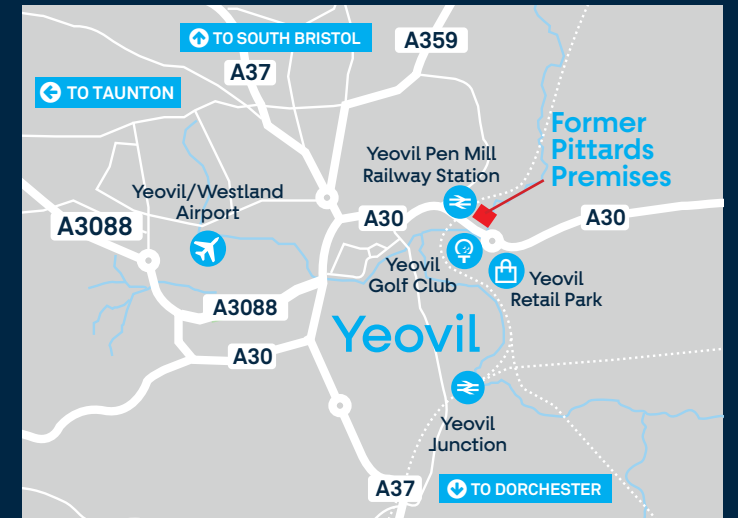 TO SOUTH BRISTOL
A359
A37
TO TAUNTON
Former
Pittards
Premises
Yeovil Pen Mill
Railway Station
Yeovil/Westland
Airport
A30
A30
A3088
Yeovil
Golf Club
Yeovil
Retail Park
A3088
Yeovil
A30
Yeovil
Junction
A37
TO DORCHESTER